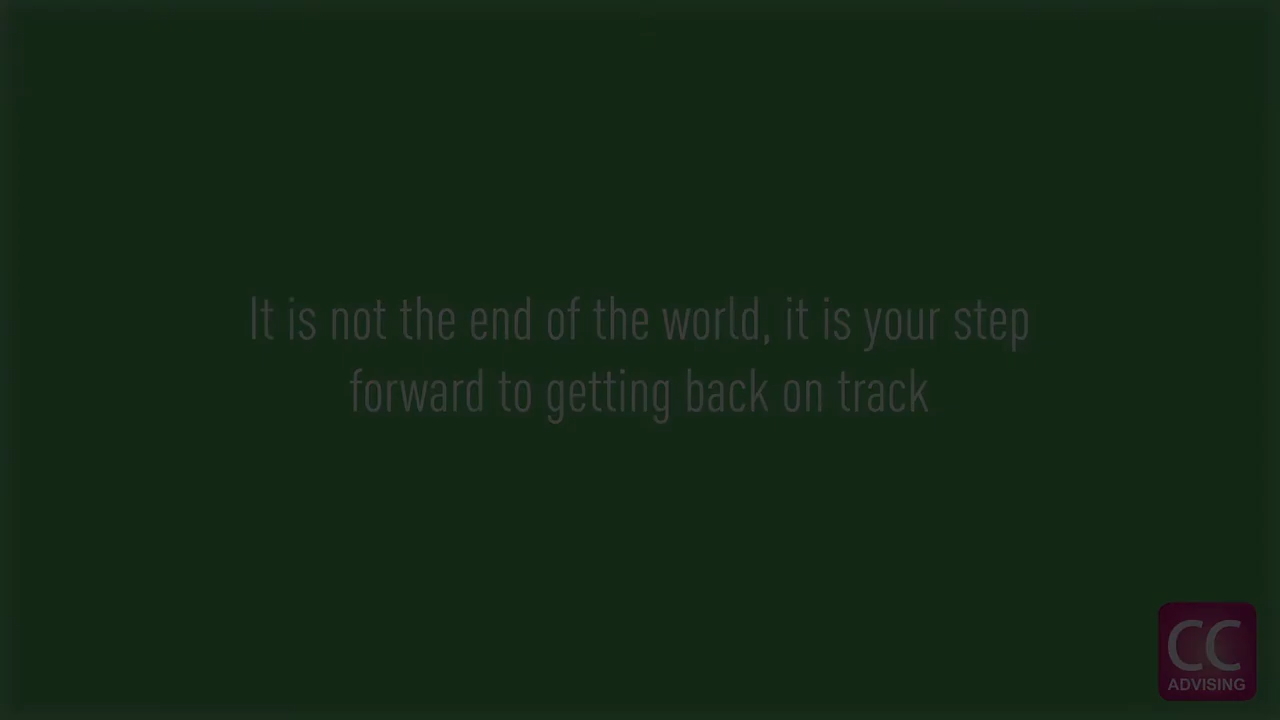 It is not the end of the world, it is your step
forward to getting back on track
CC
ADVISING